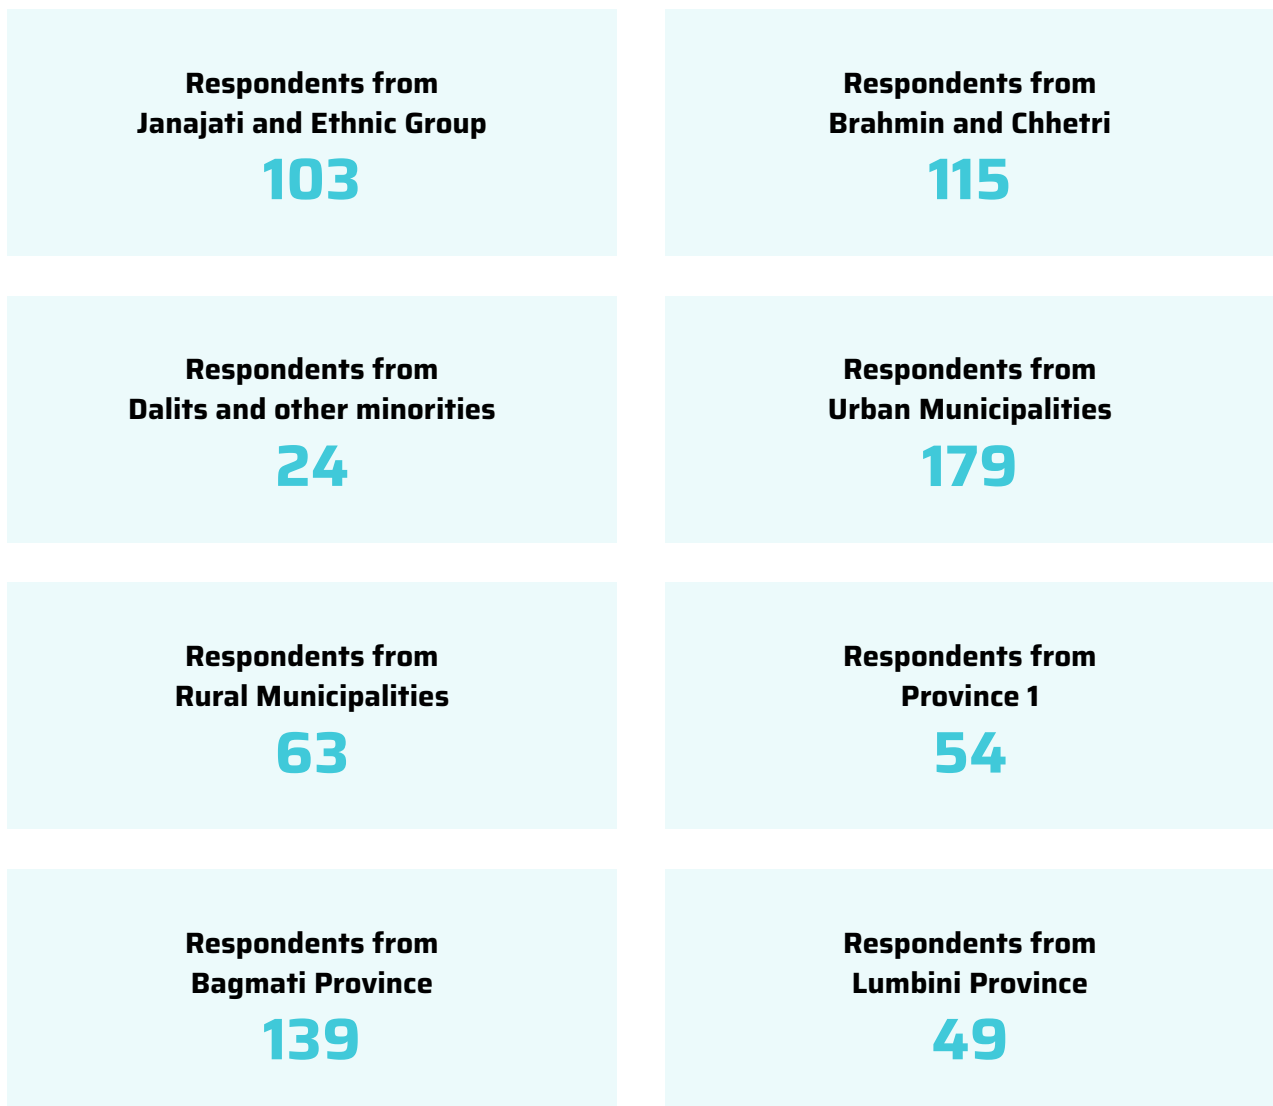 Respondents from
Janajati and Ethnic Group
103
Respondents from
Brahmin and Chhetri
115
Respondents from
Dalits and other minorities
24
Respondents from
Urban Municipalities
179
Respondents from
Rural Municipalities
63
Respondents from
Province 1
54
Respondents from
Bagmati Province
139
Respondents from
Lumbini Province
49